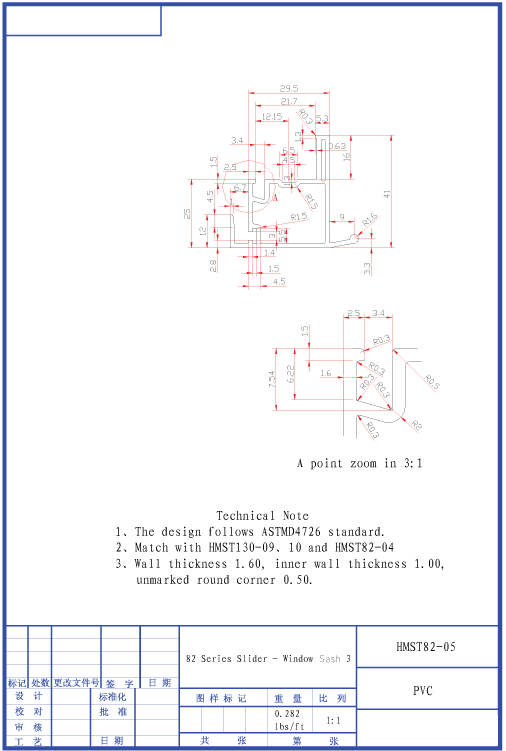 29.5
21.7
12.15
5.3
R0.3
3.4
1.3
6.5
0.63
4.5
1.5
2.5
16
6.7
A
R1.5
41
4.5
1
25
R1.5
9
R1.6
12
3
5.5
2.8
1.4
3.3
1.5
4.5
2.5
3.4
1.5
R0.3
7.54
6.22
1.6
R0.3
R0.3
R0.5
R0.3
R2
A point zoom in 3:1
Technical Note
1、The design follows ASTMD4726 standard.
2、Match with HMST130-09、10 and HMST82-04
3、Wall thickness 1.60, inner wall thickness 1.00,
unmarked round corner 0.50.
82 Series Slider - Window Sash 3
HMST82-05
PVC
标记 处数 更改文件号 签 字 日 期
设 计 标准化
图 样 标 记 重 量 比 列
校 对 批 准
0.282
lbs/ft
1:1
审 核
工 艺 日 期
共 张 第 张